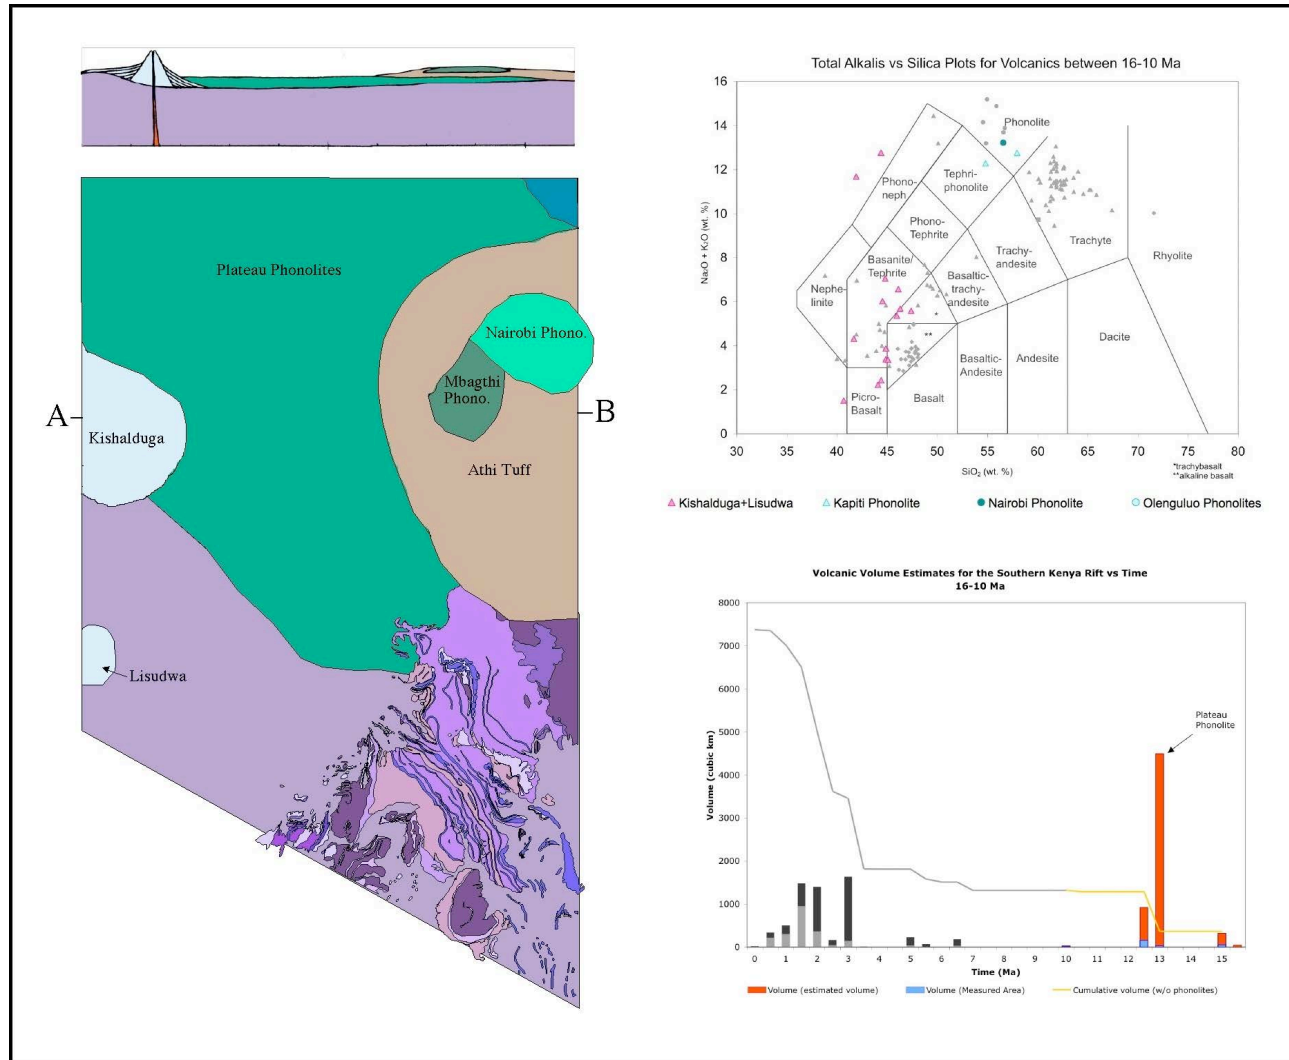 Plateau Phonolites
Nairobi Phono.
Mbagthi
Phono.
A
B
Kishalduga
Athi Tuff
Lisudwa
Total Alkalis vs Silica Plots for Volcanics between 16-10 Ma
Na₂O + K₂O (wt. %)
16
14
12
10
8
6
4
2
0
Phonolite
Phono-
neph
Tephri-
phonolite
Phono-
Tephrite
Trachy-
andesite
Trachyte
Rhyolite
Basanite/
Tephrite
Basaltic-
trachy-
andesite
Nephe-
linite
*
**
Dacite
Basaltic-
Andesite
Andesite
Picro-
Basalt
Basalt
30 35 40 45 50 55 60 65 70 75 80
SiO₂ (wt. %)
*trachybasalt
**alkaline basalt
Kishalduga+Lisudwa Kapiti Phonolite Nairobi Phonolite Olenguluo Phonolites
Volcanic Volume Estimates for the Southern Kenya Rift vs Time
16-10 Ma
Volume (cubic km)
8000
7000
6000
5000
4000
3000
2000
1000
0
Plateau
Phonolite
0 1 2 3 4 5 6 7 8 9 10 11 12 13 14 15
Time (Ma)
Volume (estimated volume) Volume (Measured Area) Cumulative volume (w/o phonolites)